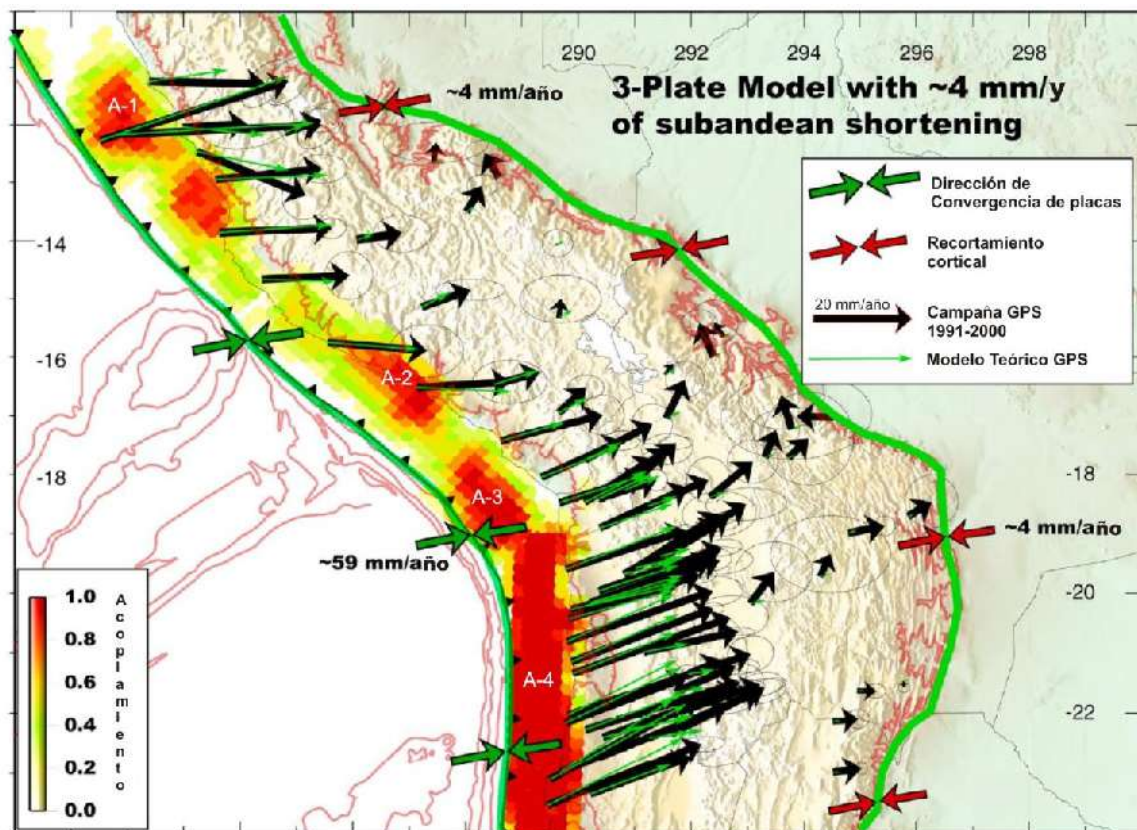 290 292 294 296 298
3-Plate Model with ~4 mm/y
of subandean shortening
~4 mm/año
A-1
Dirección de
Convergencia de placas
Recortamiento
cortical
20 mm/año
Campaña GPS
1991-2000
Modelo Teórico GPS
-14
-16
A-2
-18
-18
A-3
~59 mm/año
~4 mm/año
-20
A-4
-22
1.0
0.8
0.6
0.4
0.2
0.0
Acoplamiento